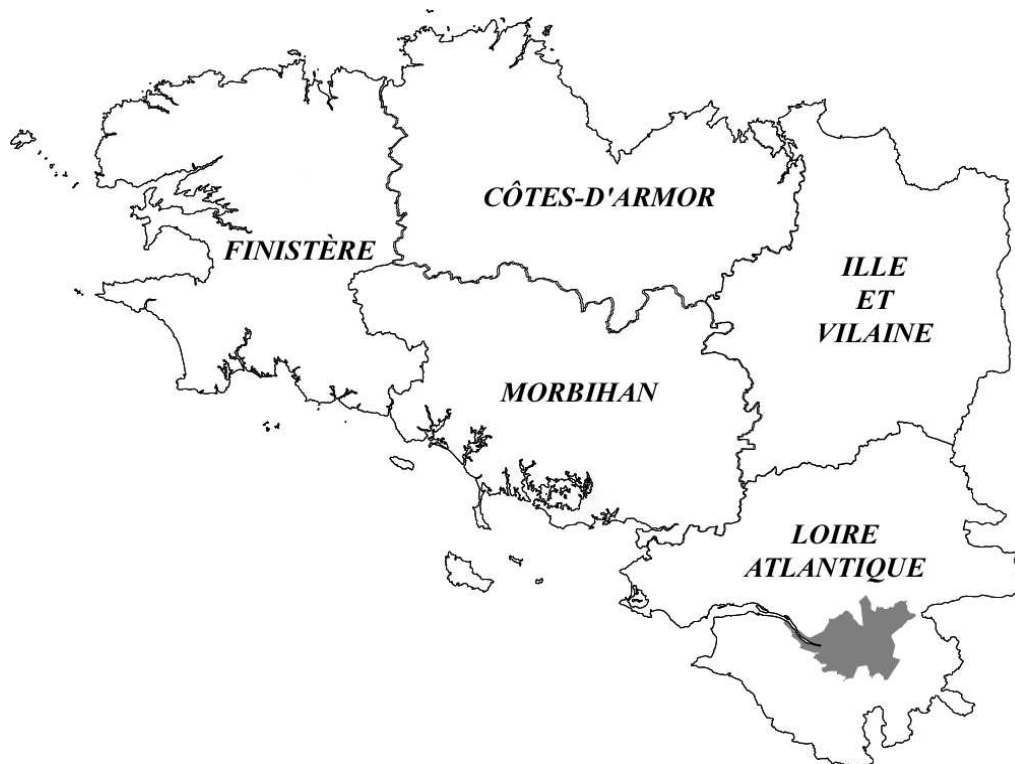 CÔTES-D'ARMOR
FINISTÈRE
ILLE
ET
VILAINE
MORBIHAN
LOIRE
ATLANTIQUE